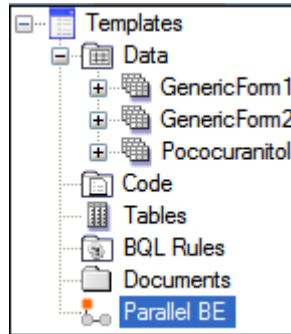 Templates
Data
GenericForm1
GenericForm2
Pococuranitol
Code
Tables
BQL Rules
Documents
Parallel BE